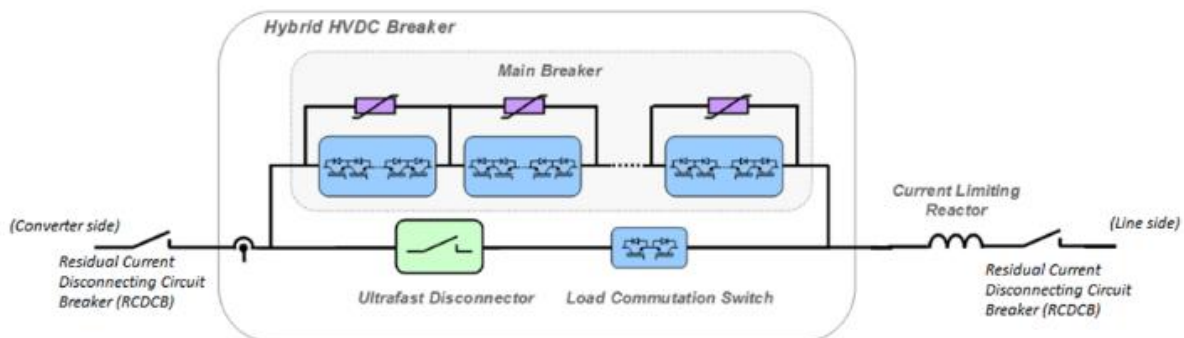 Hybrid HVDC Breaker
Main Breaker
Current Limiting
Reactor
(Converter side)
(Line side)
Residual Current
Disconnecting Circuit
Breaker (RCDCB)
Ultrafast Disconnector
Load Commutation Switch
Residual Current
Disconnecting Circuit
Breaker (RCDCB)